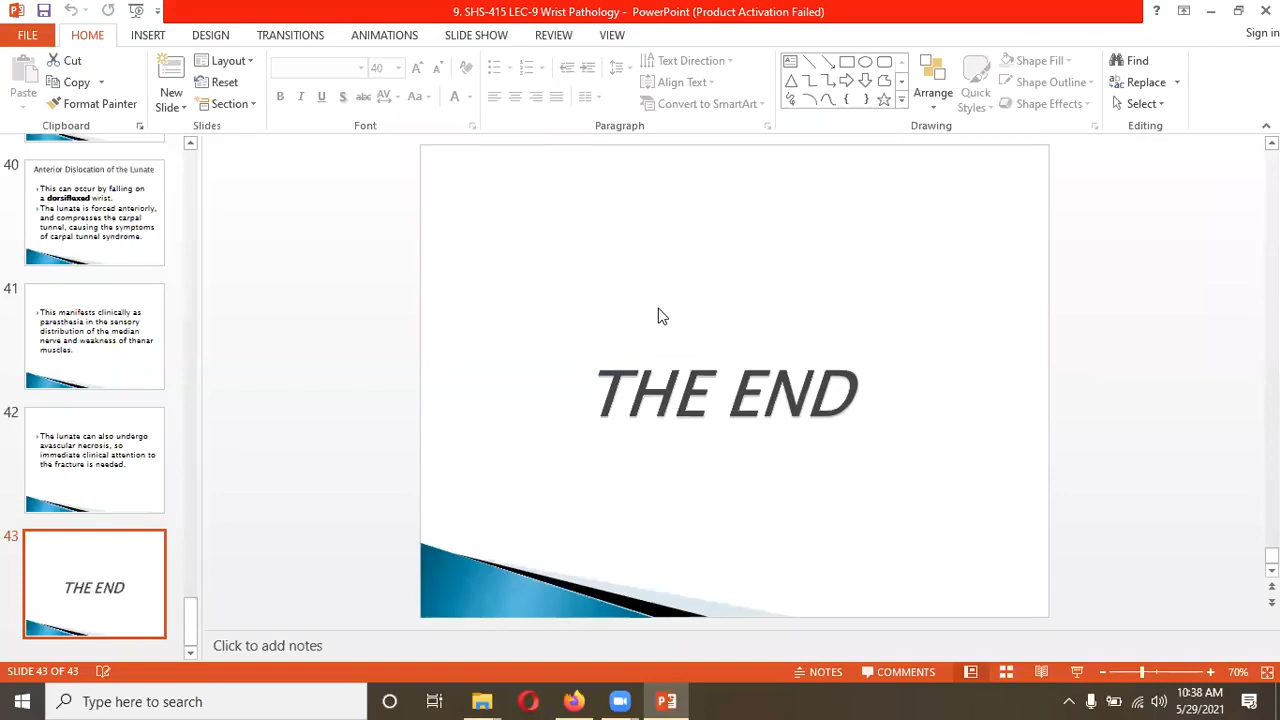 9. SHS-415 LEC-9 Wrist Pathology - PowerPoint (Product Activation Failed)
?
FILE HOME INSERT DESIGN TRANSITIONS ANIMATIONS SLIDE SHOW REVIEW VIEW Sign in
Paste
Cut
Copy
Format Painter
Clipboard
New
Slide
Layout
Reset
Section
Slides
40
B I U S abc AV Aa A
Font
Text Direction
Align Text
Convert to SmartArt
Paragraph
Arrange
Quick
Styles
Shape Fill
Shape Outline
Shape Effects
Drawing
Find
Replace
Select
Editing
40
Anterior Dislocation of the Lunate
This can occur by falling on
a dorsiflexed wrist.
The lunate is forced anteriorly,
and compresses the carpal
tunnel, causing the symptoms
of carpal tunnel syndrome.
41
This manifests clinically as
paresthesia in the sensory
distribution of the median
nerve and weakness of thenar
muscles.
42
The lunate can also undergo
avascular necrosis, so
immediate clinical attention to
the fracture is needed.
43
THE END
THE END
Click to add notes
SLIDE 43 OF 43 NOTES COMMENTS 70%
Type here to search
10:38 AM
5/29/2021